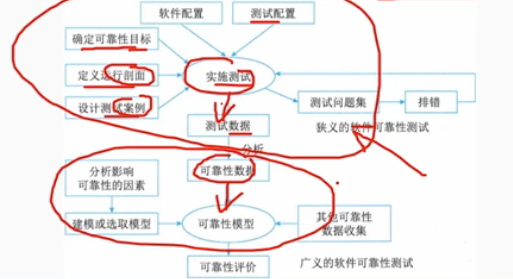 软件配置
测试配置
确定可靠性目标
定义运行剖面
实施测试
设计测试案例
测试问题集
排错
测试数据
狭义的软件可靠性测试
分析
可靠性数据
分析影响
可靠性的因素
建模或选取模型
可靠性模型
其他可靠性
数据收集
可靠性评价
广义的软件可靠性测试